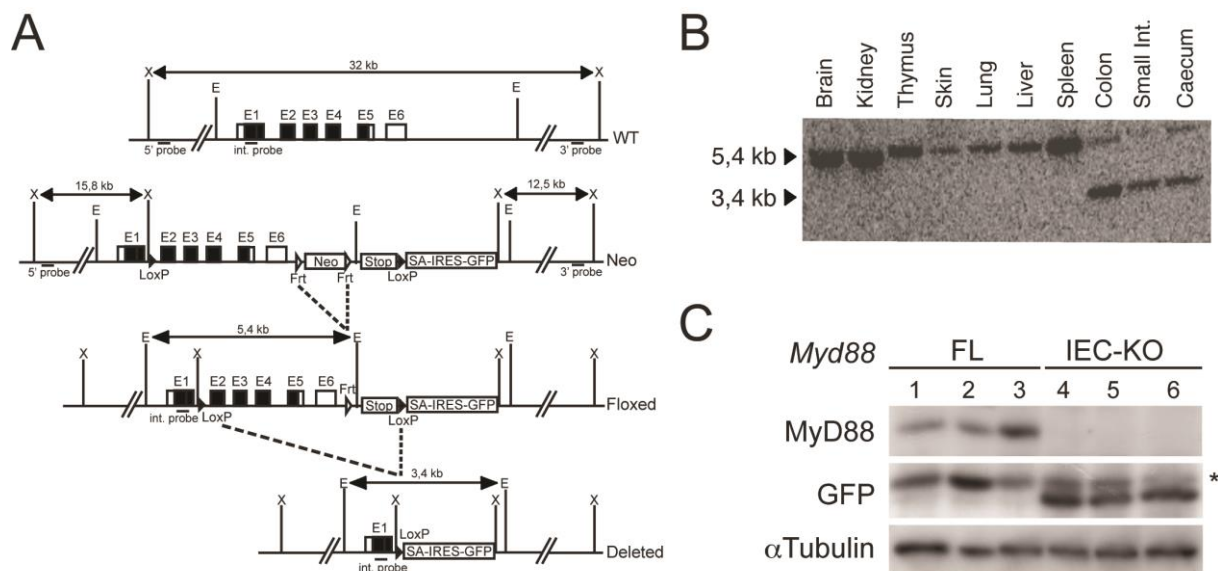 A
X 32 kb X
E E
E1 E2 E3 E4 E5 E6
5' probe int. probe 3' probe WT
X 15,8 kb X X 12,5 kb X
E E E
E1 E2 E3 E4 E5 E6
Neo Stop SA-IRES-GFP Neo
5' probe LoxP Frt Frt LoxP 3' probe
E 5,4 kb E
X X X E X
E1 E2 E3 E4 E5 E6 Frt
Stop SA-IRES-GFP Floxed
int. probe LoxP LoxP
E 3,4 kb E
X X X X
E1 LoxP
SA-IRES-GFP Deleted
int. probe
B
Brain Kidney Thymus Skin Lung Liver Spleen Colon Small Int. Caecum
5,4 kb
3,4 kb
C
Myd88 FL IEC-KO
1 2 3 4 5 6
MyD88
GFP *
αTubulin